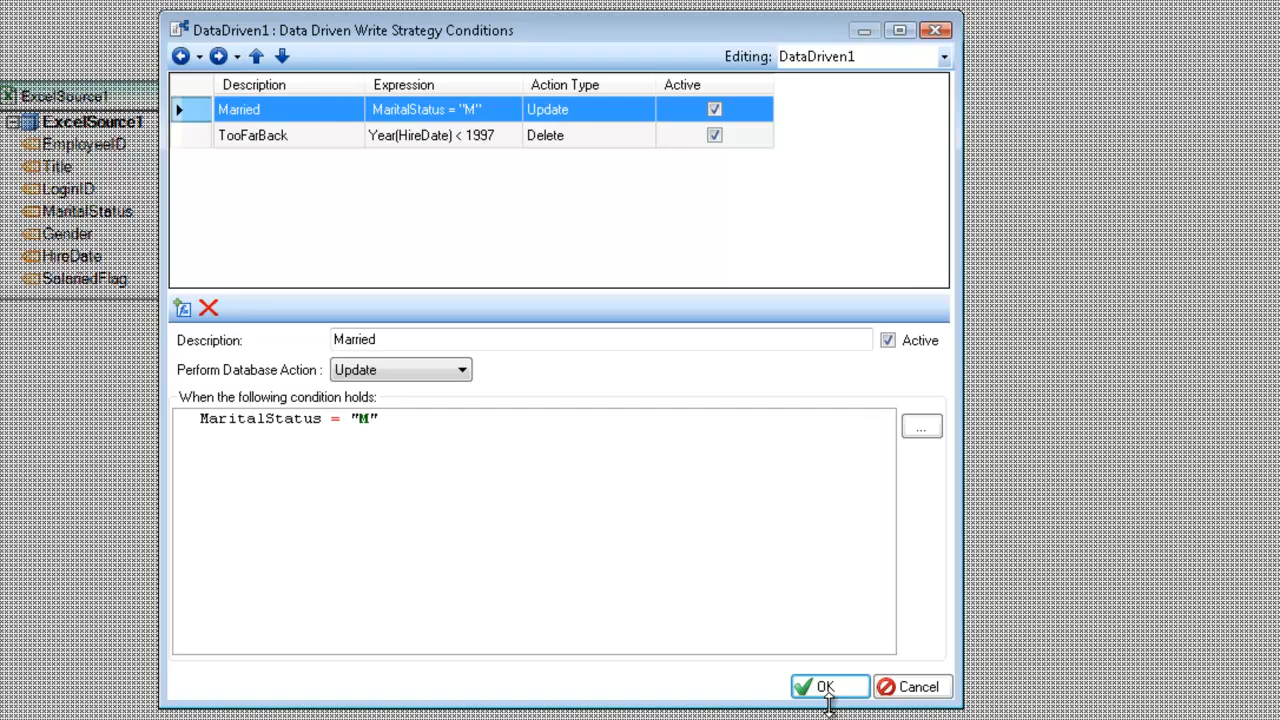 DataDriven1 : Data Driven Write Strategy Conditions
Editing: DataDriven1
Description Expression Action Type Active
Married MaritalStatus = "M" Update
TooFarBack Year(HireDate) < 1997 Delete
ExcelSource1
ExcelSource1
EmployeeID
Title
LoginID
MaritalStatus
Gender
HireDate
SalariedFlag
Description: Married Active
Perform Database Action : Update
When the following condition holds:
MaritalStatus = "M"
...
OK Cancel